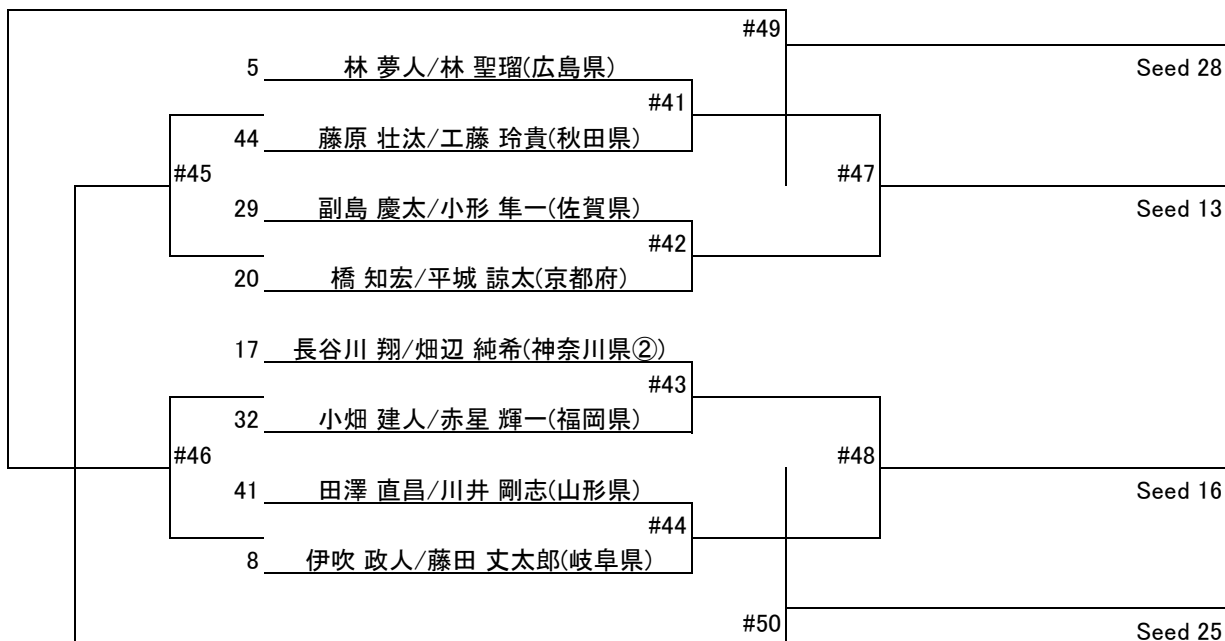 #49
Seed 28
5 林 夢人/林 聖瑠(広島県)
#41
44 藤原 壮汰/工藤 玲貴(秋田県)
#45
#47
29 副島 慶太/小形 隼一(佐賀県)
Seed 13
#42
20 橋 知宏/平城 諒太(京都府)
17 長谷川 翔/畑辺 純希(神奈川県②)
#43
32 小畑 建人/赤星 輝一(福岡県)
#46
#48
41 田澤 直昌/川井 剛志(山形県)
Seed 16
#44
8 伊吹 政人/藤田 丈太郎(岐阜県)
#50
Seed 25